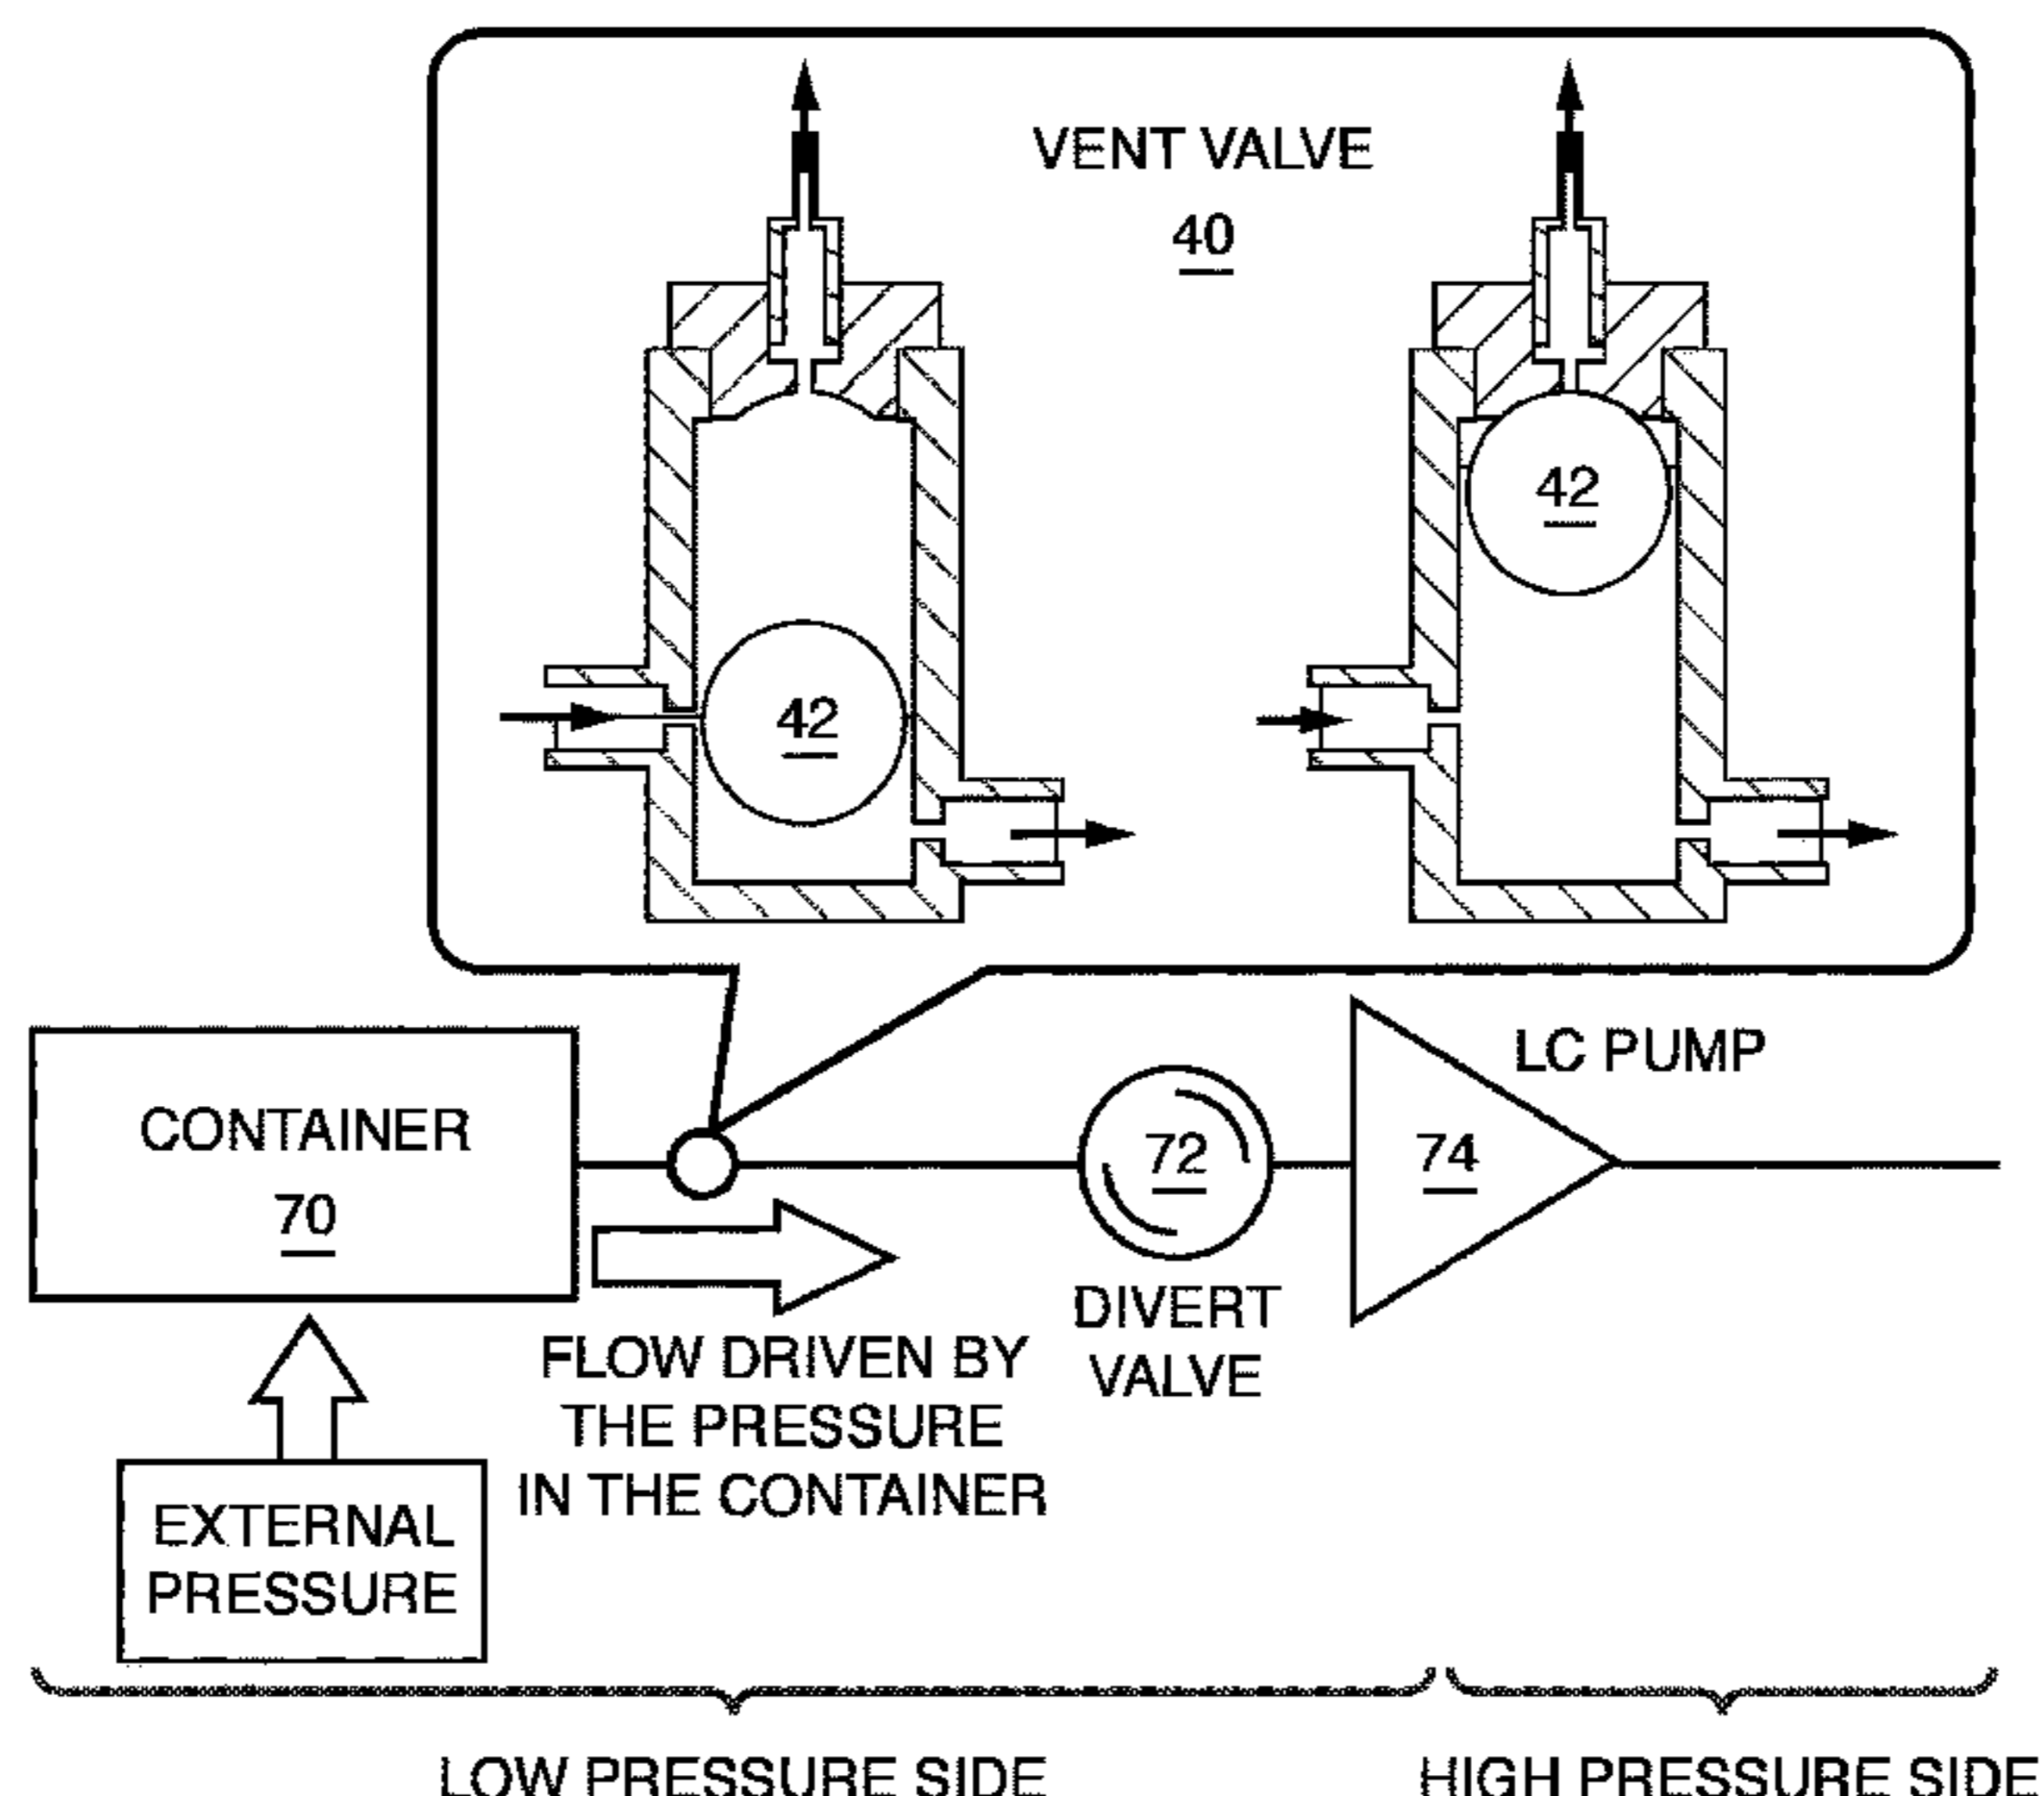 VENT VALVE
40
42
42
LC PUMP
CONTAINER
70
72
74
DIVERT
VALVE
FLOW DRIVEN BY
THE PRESSURE
IN THE CONTAINER
EXTERNAL
PRESSURE
LOW PRESSURE SIDE
HIGH PRESSURE SIDE